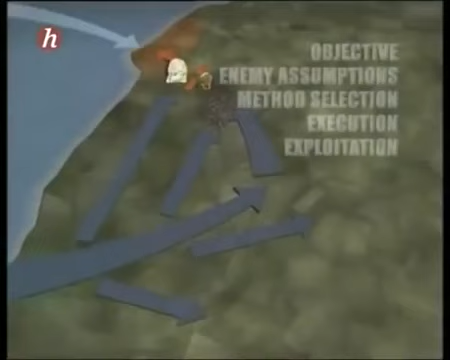 h
OBJECTIVE
ENEMY ASSUMPTIONS
METHOD SELECTION
EXECUTION
EXPLOITATION